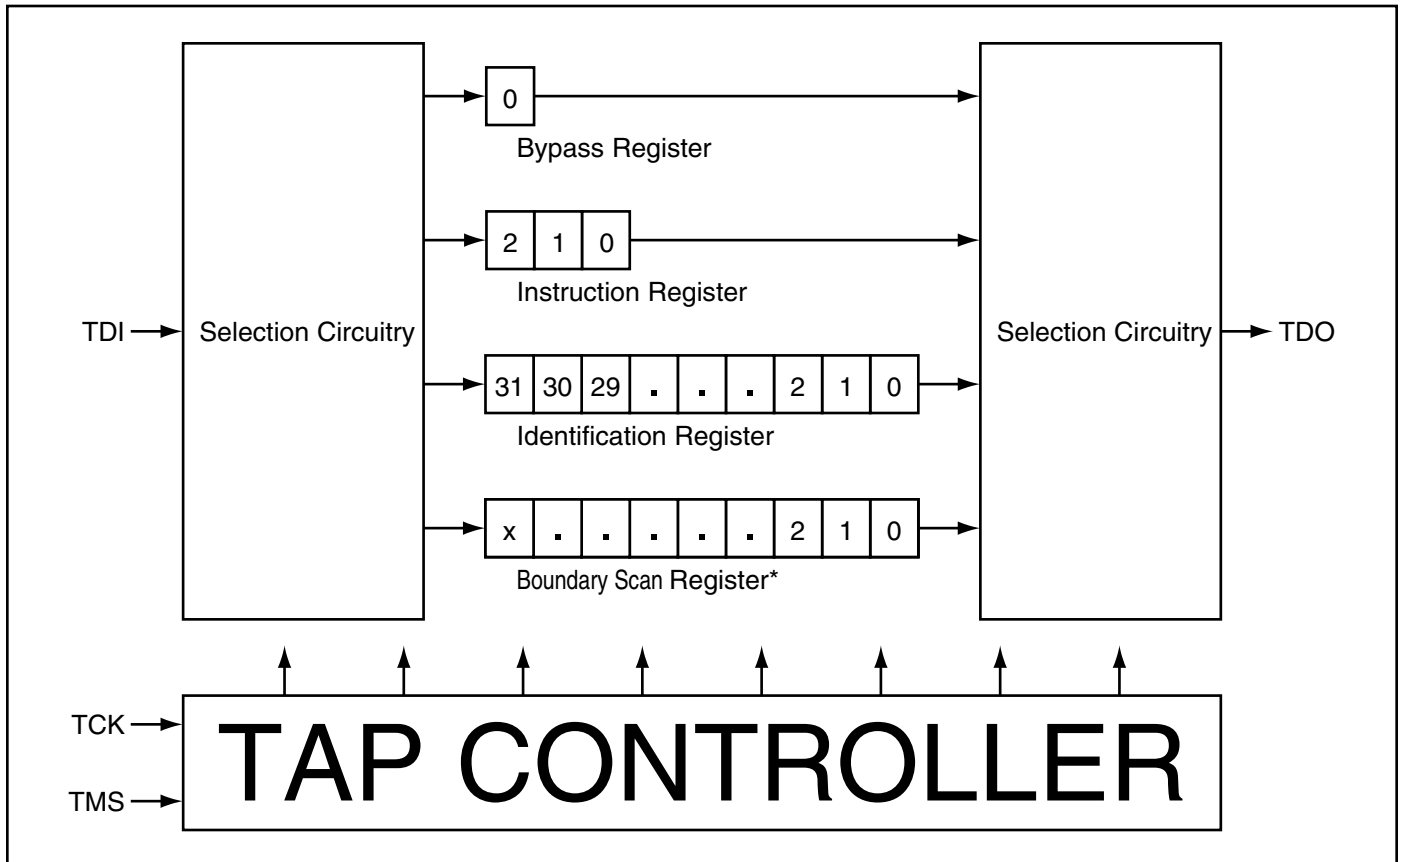 0
Bypass Register
2 1 0
Instruction Register
TDI
Selection Circuitry
Selection Circuitry
TDO
31 30 29 . . . 2 1 0
Identification Register
x . . . . . 2 1 0
Boundary Scan Register*
TCK
TMS
TAP CONTROLLER